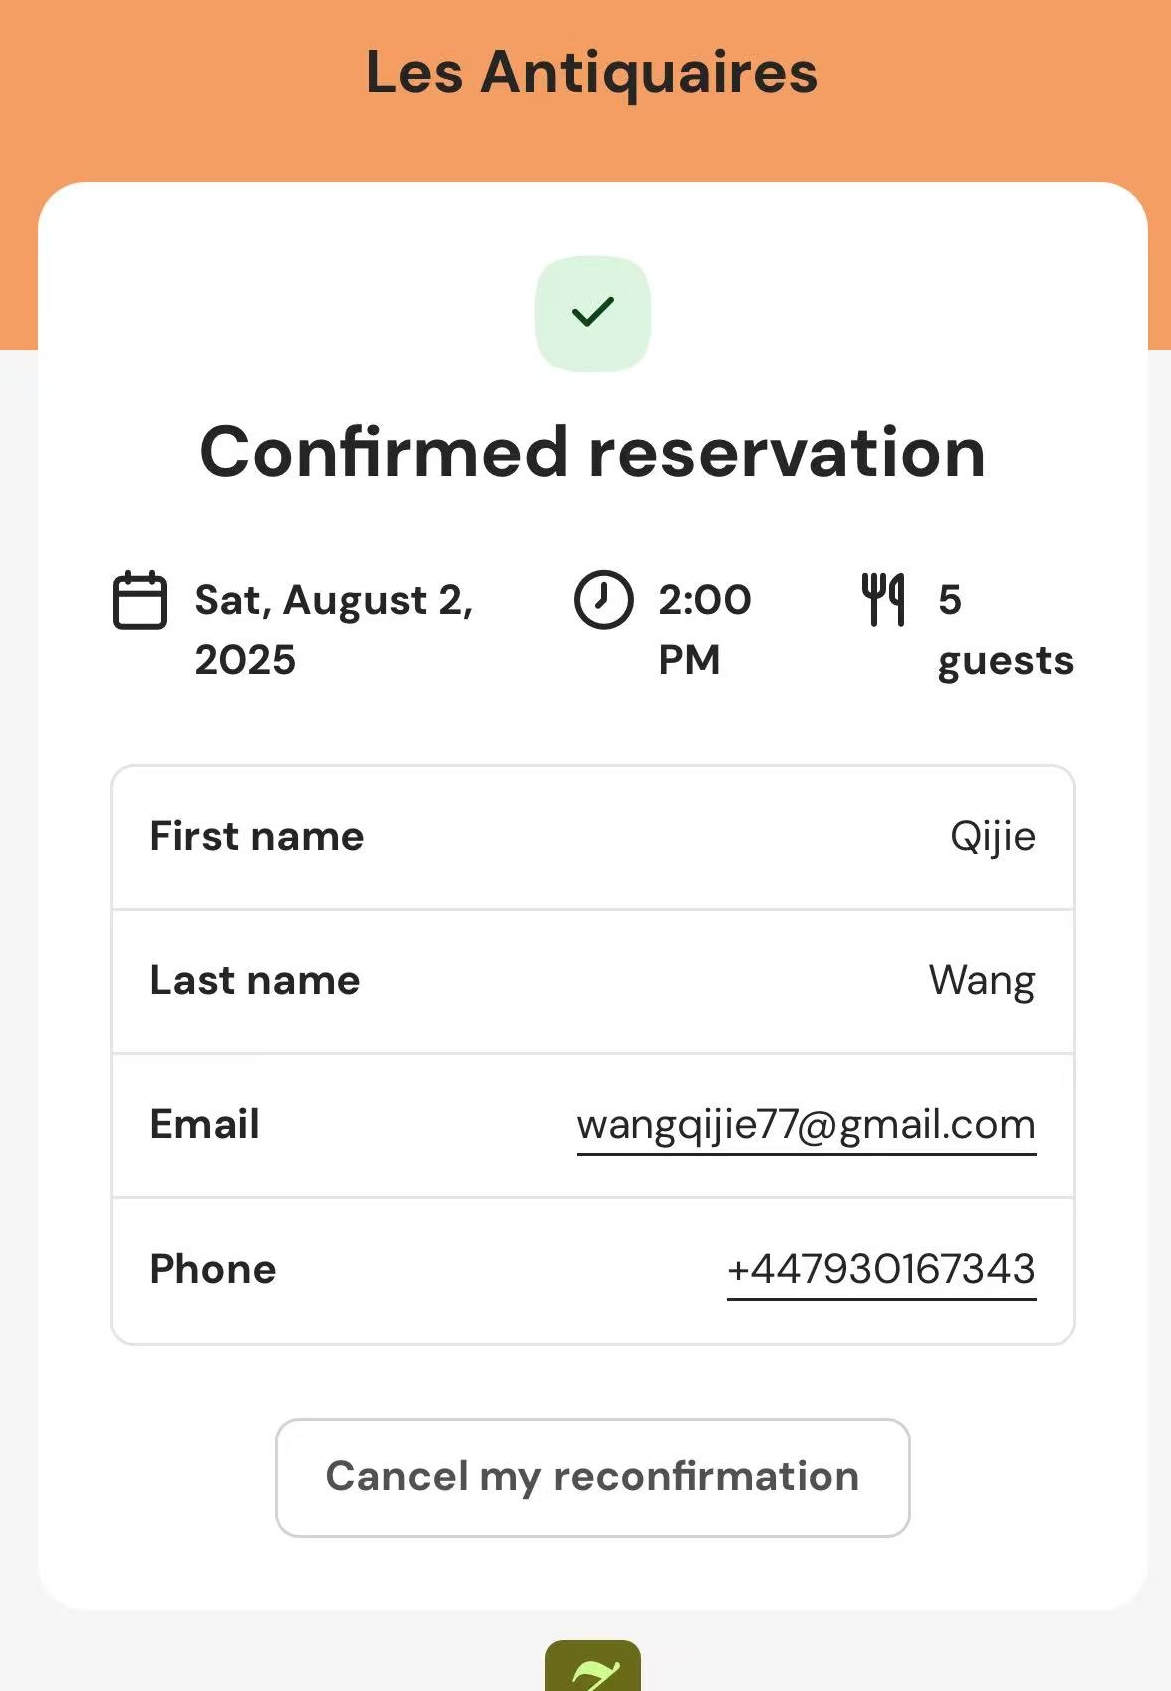 Les Antiquaires
Confirmed reservation
Sat, August 2,
2025
2:00
PM
5
guests
First name Qijie
Last name Wang
Email wangqijie77@gmail.com
Phone +447930167343
Cancel my reconfirmation